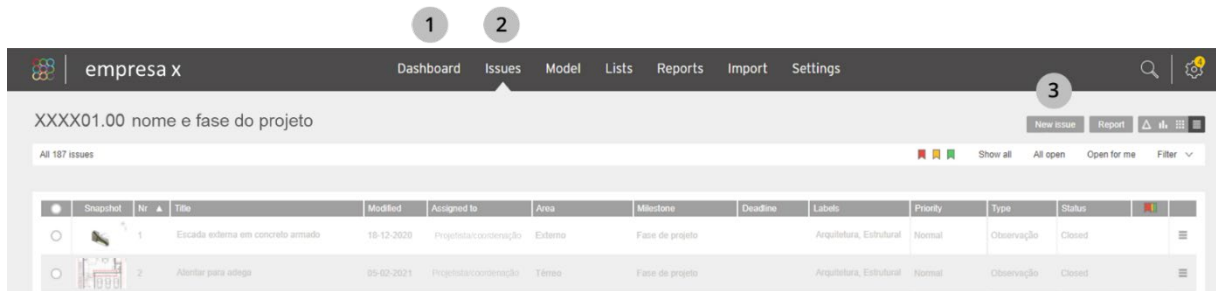 1 2
empresa x Dashboard Issues Model Lists Reports Import Settings 4
3
XXXX01.00 nome e fase do projeto New issue Report
All 187 issues Show all All open Open for me Filter
Snapshot Nr Title Modified Assigned to Area Milestone Deadline Labels Priority Type Status
1 Escada externa em concreto armado 18-12-2020 Projetista/coordenação Externo Fase de projeto Arquitetura, Estrutural Normal Observação Closed
2 Atentar para adega 05-02-2021 Projetista/coordenação Térreo Fase de projeto Arquitetura, Estrutural Normal Observação Closed